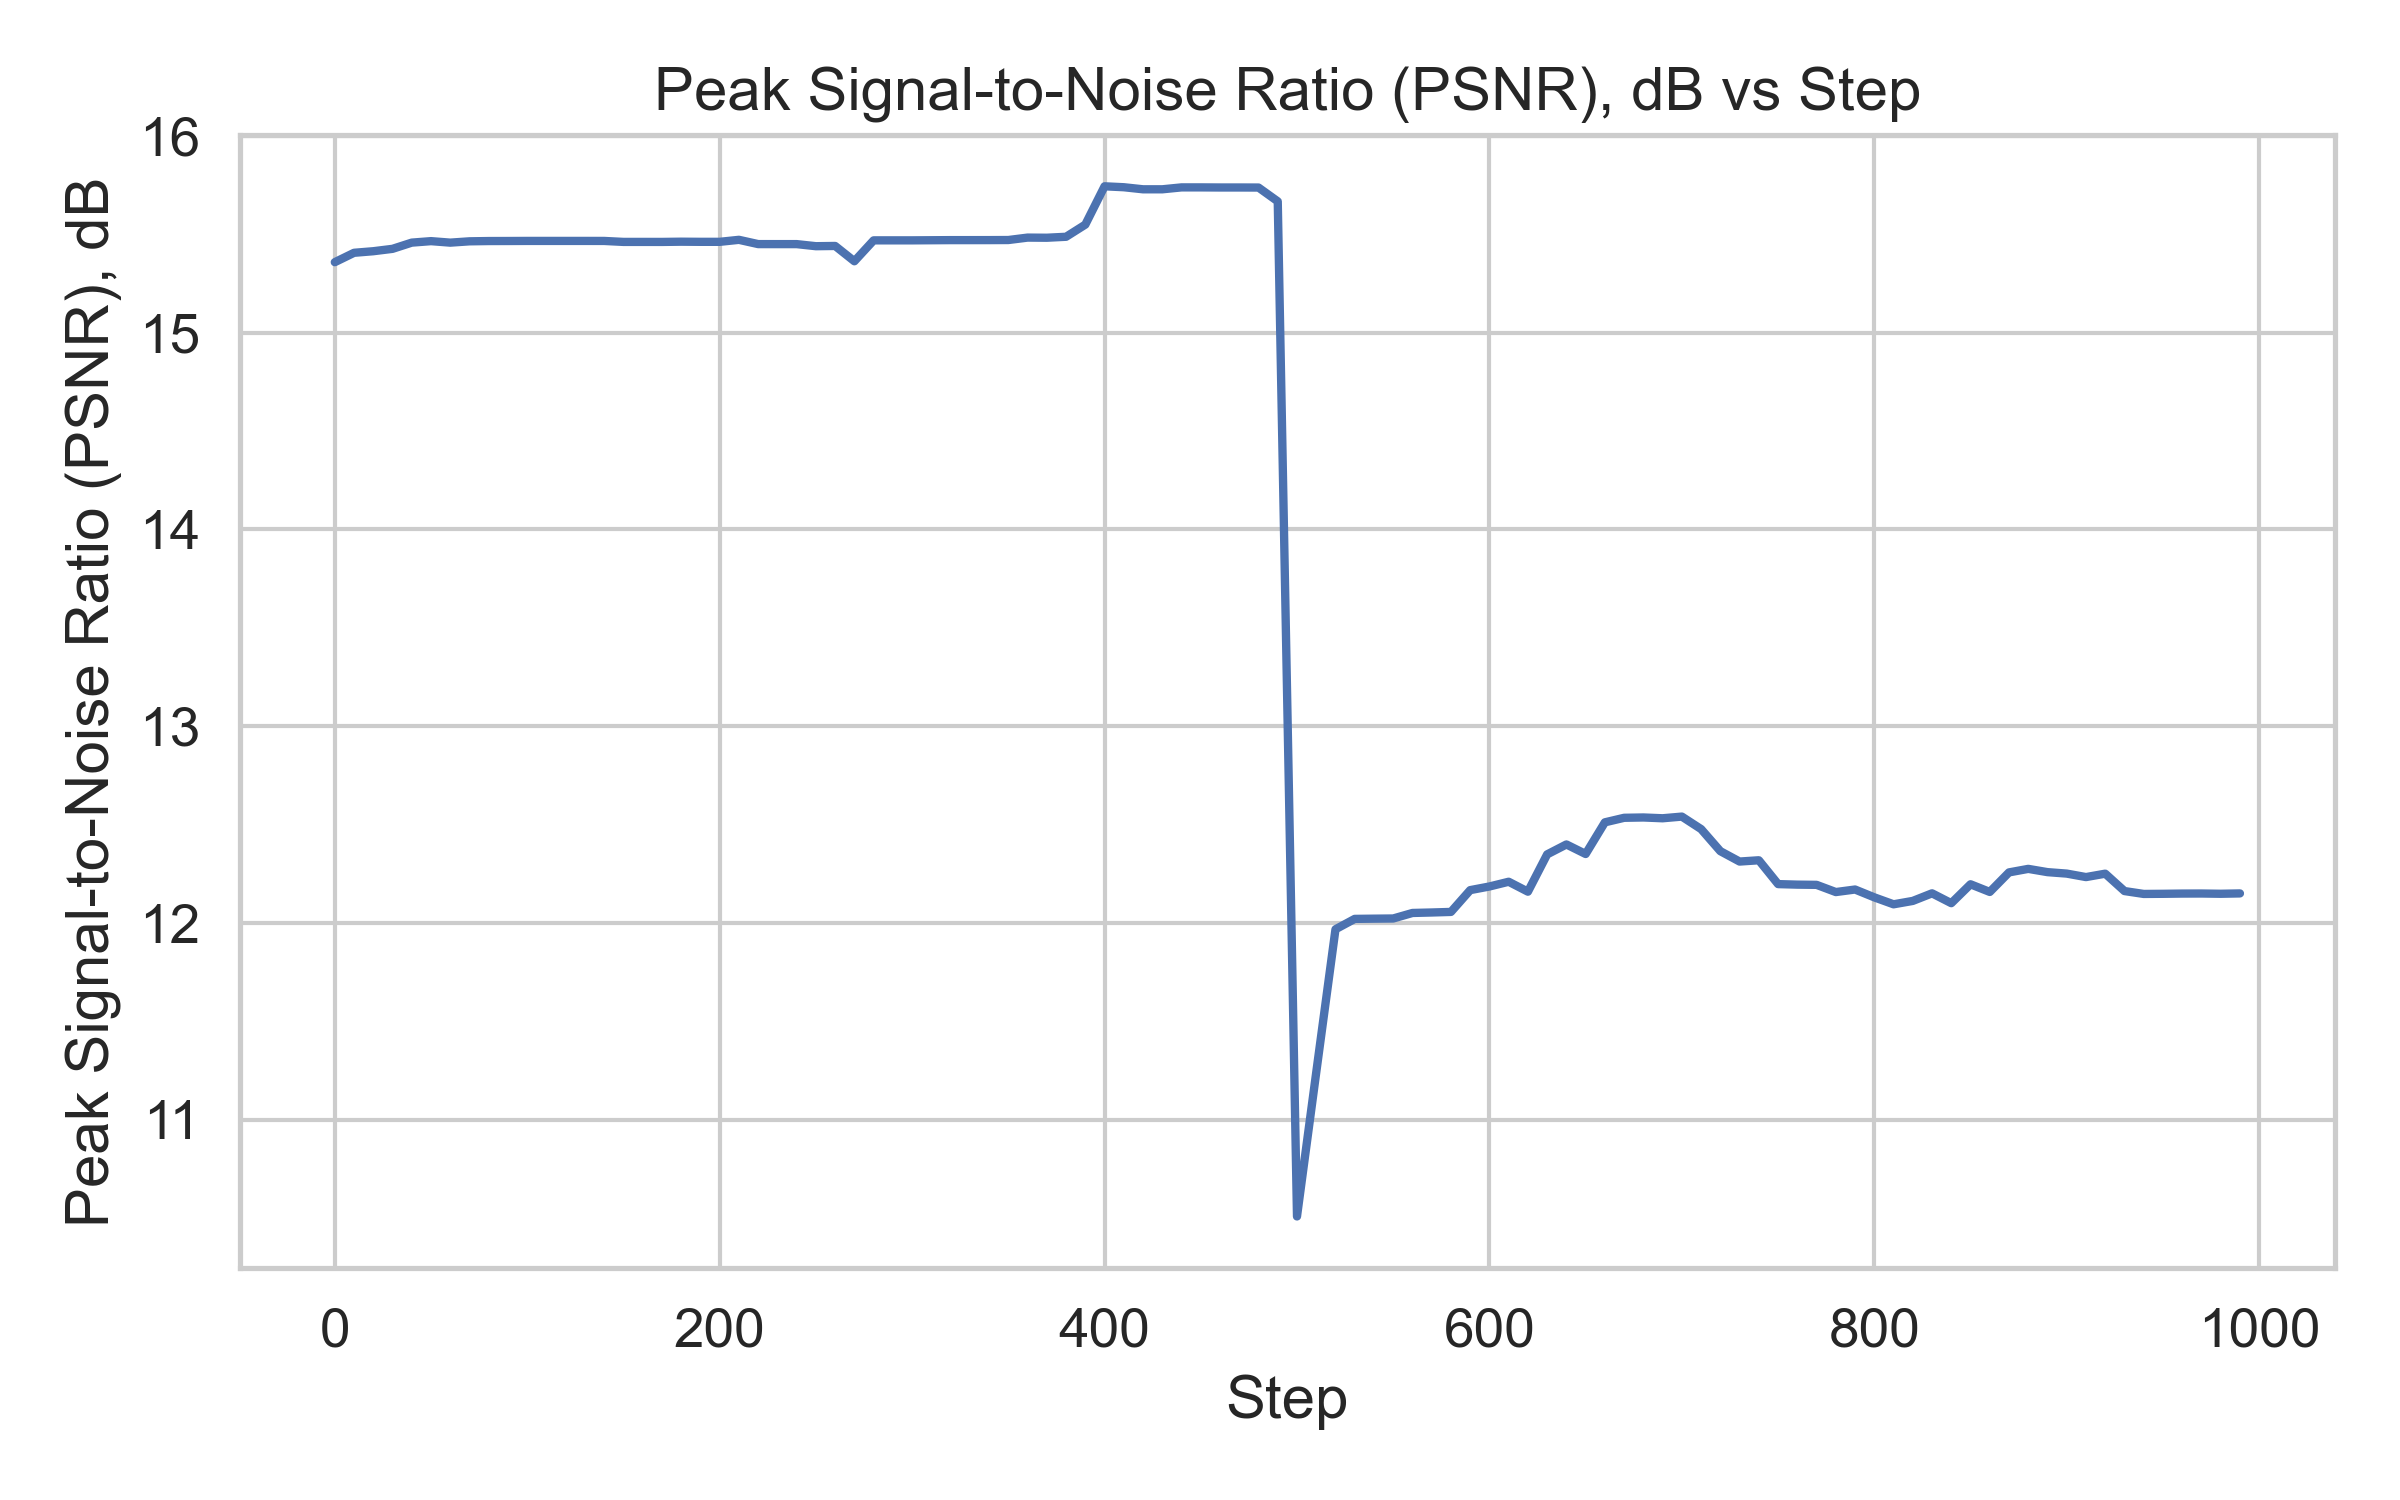 Peak Signal-to-Noise Ratio (PSNR), dB vs Step
Peak Signal-to-Noise Ratio (PSNR), dB
16
15
14
13
12
11
0 200 400 600 800 1000
Step